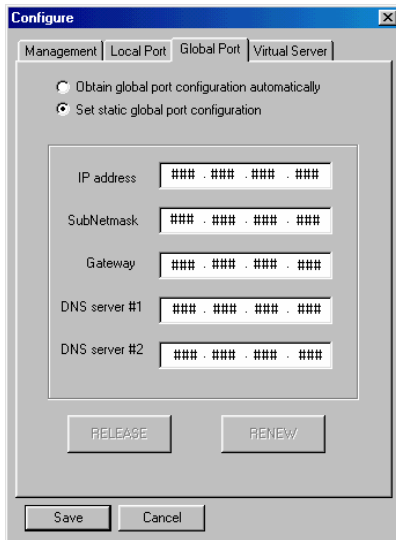 Configure
Management Local Port Global Port Virtual Server
Obtain global port configuration automatically
Set static global port configuration
IP address ### . ### . ### . ###
SubNetmask ### . ### . ### . ###
Gateway ### . ### . ### . ###
DNS server #1 ### . ### . ### . ###
DNS server #2 ### . ### . ### . ###
RELEASE RENEW
Save Cancel